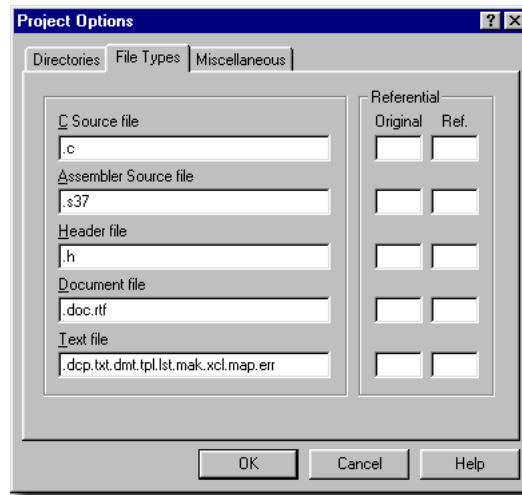 Project Options
Directories File Types Miscellaneous
Referential
C Source file Original Ref.
.c
Assembler Source file
.s37
Header file
.h
Document file
.doc.rtf
Text file
.dcp.txt.dmt.tpl.lst.mak.xcl.map.err
OK Cancel Help